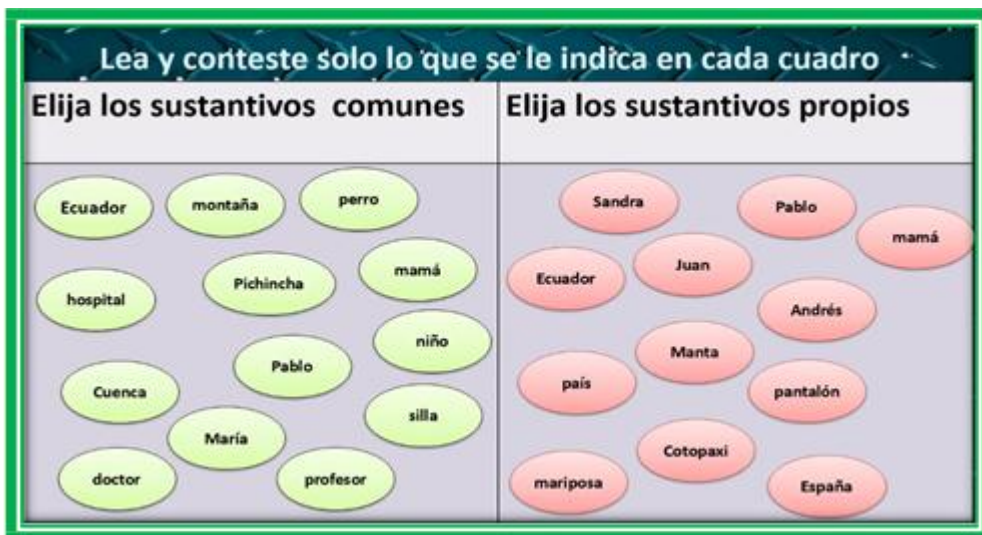 Lea y conteste solo lo que se le indica en cada cuadro
Elija los sustantivos comunes
Ecuador
montaña
perro
hospital
Pichincha
mamá
niño
Pablo
Cuenca
silla
María
doctor
profesor
Elija los sustantivos propios
Sandra
Pablo
mamá
Ecuador
Juan
Andrés
Manta
país
pantalón
Cotopaxi
mariposa
España